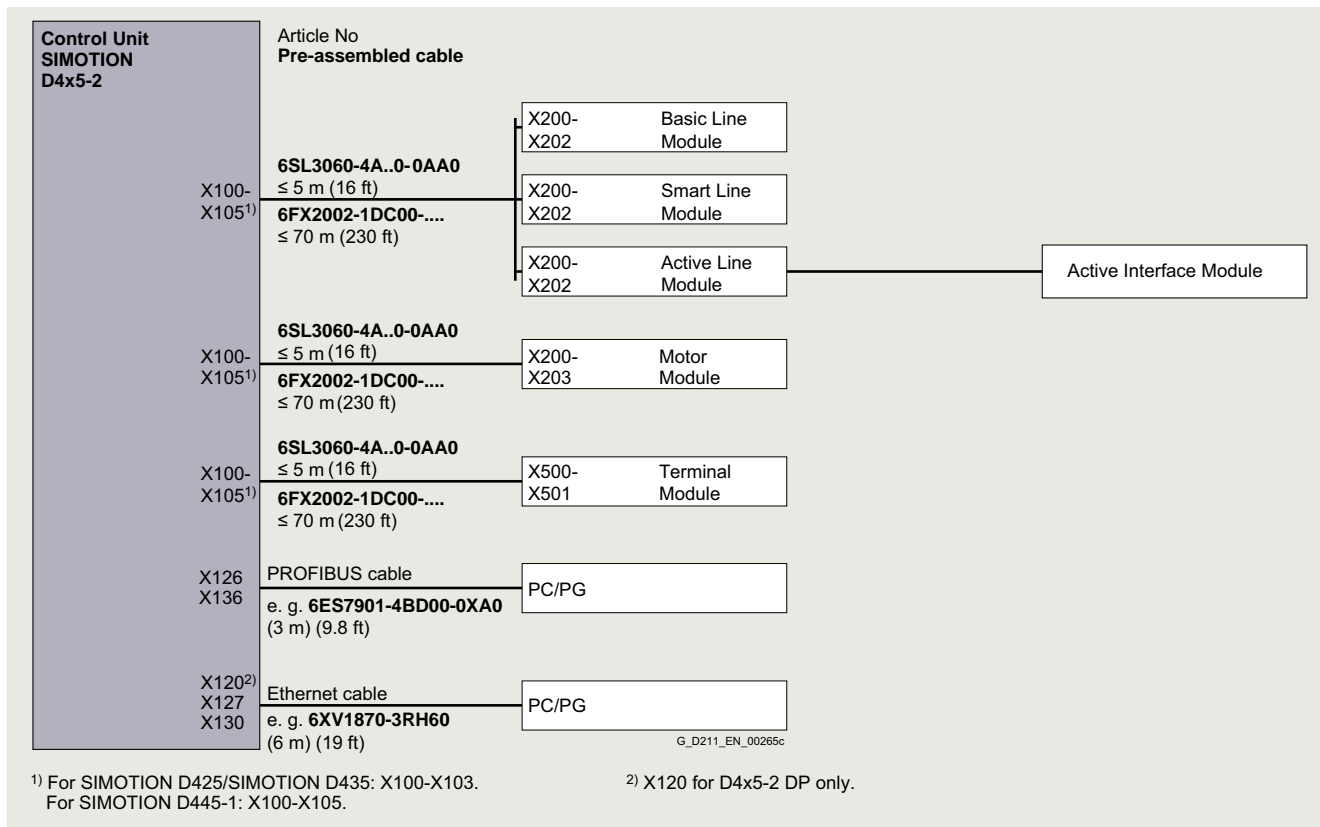 Control Unit
SIMOTION
D4x5-2
Article No
Pre-assembled cable
X200- Basic Line
X202 Module
6SL3060-4A..0-0AA0
≤ 5 m (16 ft)
X100-
X105¹⁾
6FX2002-1DC00-....
≤ 70 m (230 ft)
X200- Smart Line
X202 Module
X200- Active Line
X202 Module
Active Interface Module
6SL3060-4A..0-0AA0
≤ 5 m (16 ft)
X100-
X105¹⁾
6FX2002-1DC00-....
≤ 70 m (230 ft)
X200- Motor
X203 Module
6SL3060-4A..0-0AA0
≤ 5 m (16 ft)
X100-
X105¹⁾
6FX2002-1DC00-....
≤ 70 m (230 ft)
X500- Terminal
X501 Module
X126
X136
PROFIBUS cable
e. g. 6ES7901-4BD00-0XA0
(3 m) (9.8 ft)
PC/PG
X120²⁾
X127
X130
Ethernet cable
e. g. 6XV1870-3RH60
(6 m) (19 ft)
PC/PG
G_D211_EN_00265c
¹⁾ For SIMOTION D425/SIMOTION D435: X100-X103.
For SIMOTION D445-1: X100-X105.
²⁾ X120 for D4x5-2 DP only.